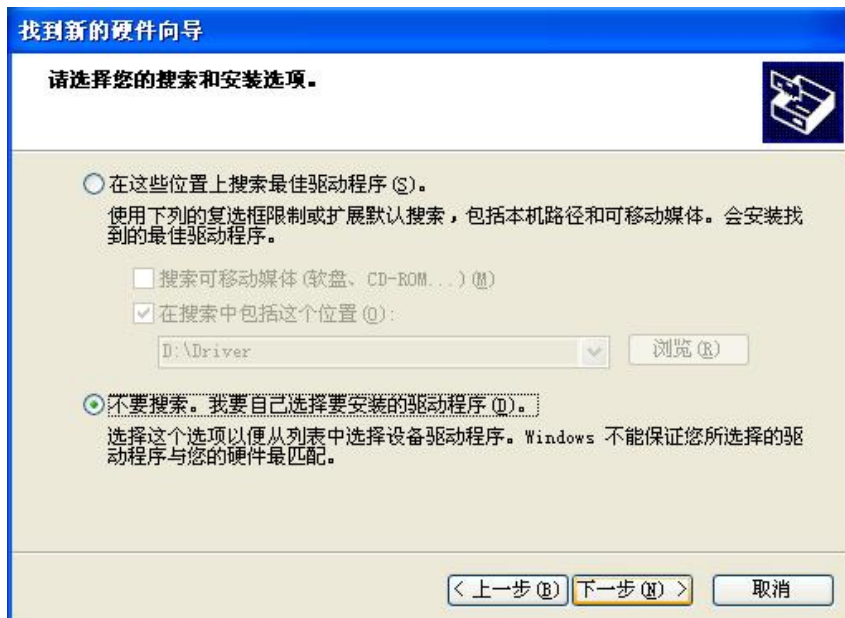 找到新的硬件向导
请选择您的搜索和安装选项。
在这些位置上搜索最佳驱动程序(S)。
使用下列的复选框限制或扩展默认搜索，包括本机路径和可移动媒体。会安装找
到的最佳驱动程序。
搜索可移动媒体(软盘、CD-ROM...)(M)
在搜索中包括这个位置(O):
D:\Driver
浏览(R)
不要搜索。我要自己选择要安装的驱动程序(D)。
选择这个选项以便从列表中选择设备驱动程序。Windows 不能保证您所选择的驱
动程序与您的硬件最匹配。
< 上一步(B)
下一步(N) >
取消